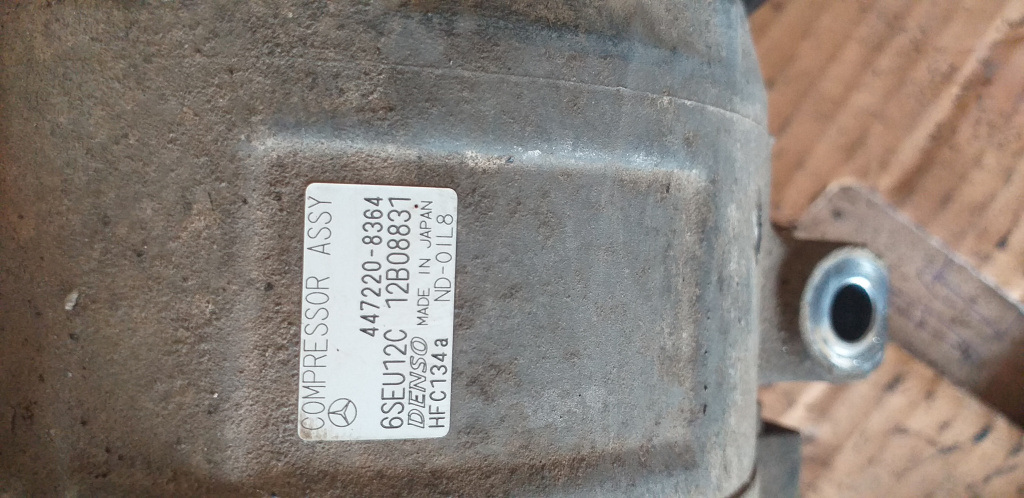 COMPRESSOR ASSY
447220-8364
6SEU12C 12B08831
DENSO MADE IN JAPAN
HFC134a ND-OIL8